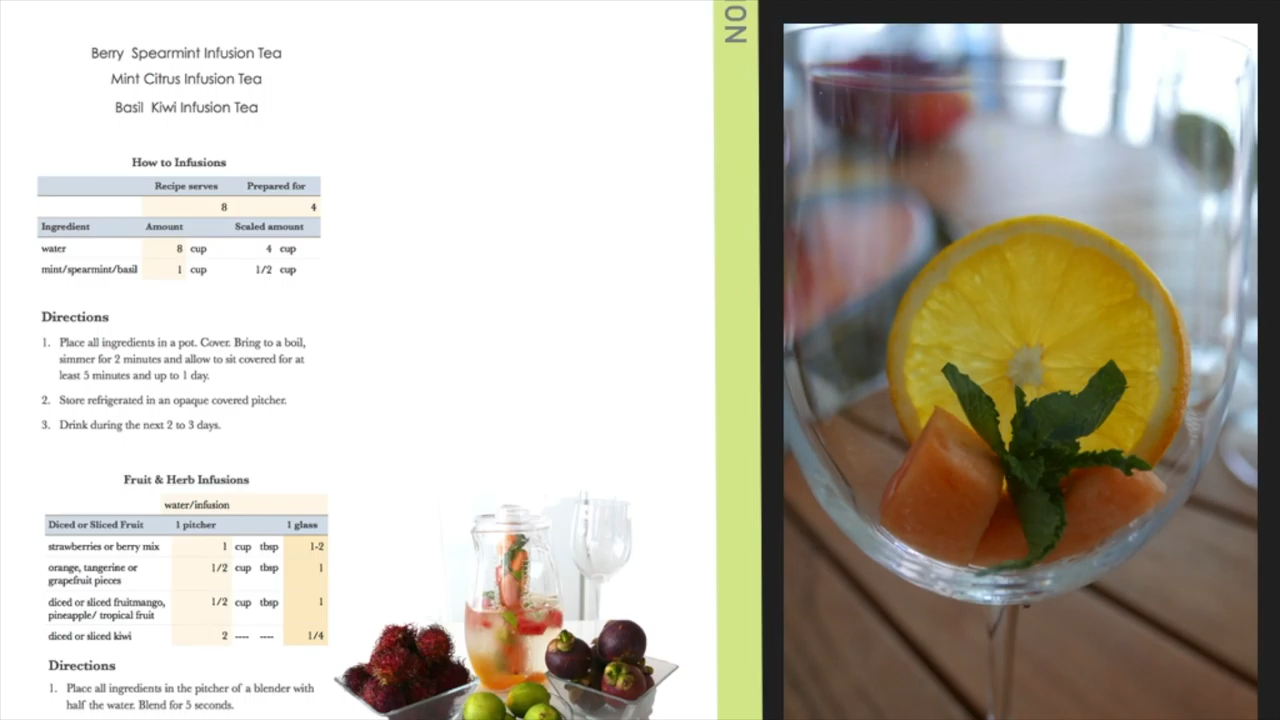 Berry Spearmint Infusion Tea
Mint Citrus Infusion Tea
Basil Kiwi Infusion Tea
How to Infusions
Recipe serves Prepared for
8 4
Ingredient Amount Scaled amount
water 8 cup 4 cup
mint/spearmint/basil 1 cup 1/2 cup
Directions
1. Place all ingredients in a pot. Cover. Bring to a boil,
simmer for 2 minutes and allow to sit covered for at
least 5 minutes and up to 1 day.
2. Store refrigerated in an opaque covered pitcher.
3. Drink during the next 2 to 3 days.
Fruit & Herb Infusions
water/infusion
Diced or Sliced Fruit 1 pitcher 1 glass
strawberries or berry mix 1 cup tbsp 1-2
orange, tangerine or
grapefruit pieces 1/2 cup tbsp 1
diced or sliced fruitmango,
pineapple/ tropical fruit 1/2 cup tbsp 1
diced or sliced kiwi 2 ---- ---- 1/4
Directions
1. Place all ingredients in the pitcher of a blender with
half the water. Blend for 5 seconds.